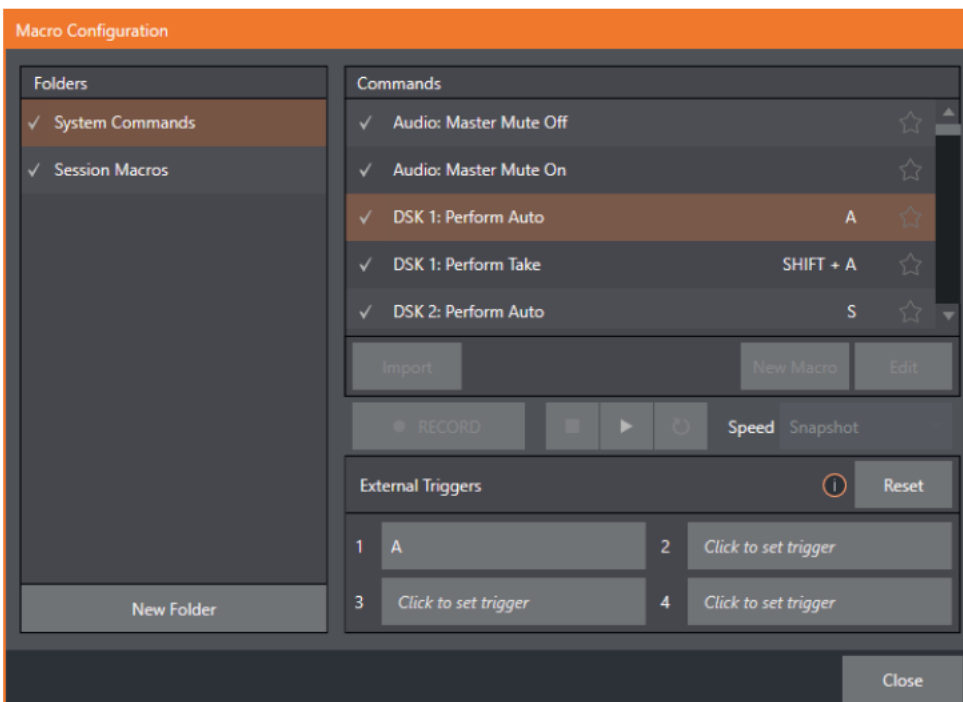 Macro Configuration
Folders
System Commands
Session Macros
New Folder
Commands
Audio: Master Mute Off
Audio: Master Mute On
DSK 1: Perform Auto A
DSK 1: Perform Take SHIFT + A
DSK 2: Perform Auto S
Import New Macro Edit
RECORD Speed Snapshot
External Triggers Reset
1 A 2 Click to set trigger
3 Click to set trigger 4 Click to set trigger
Close